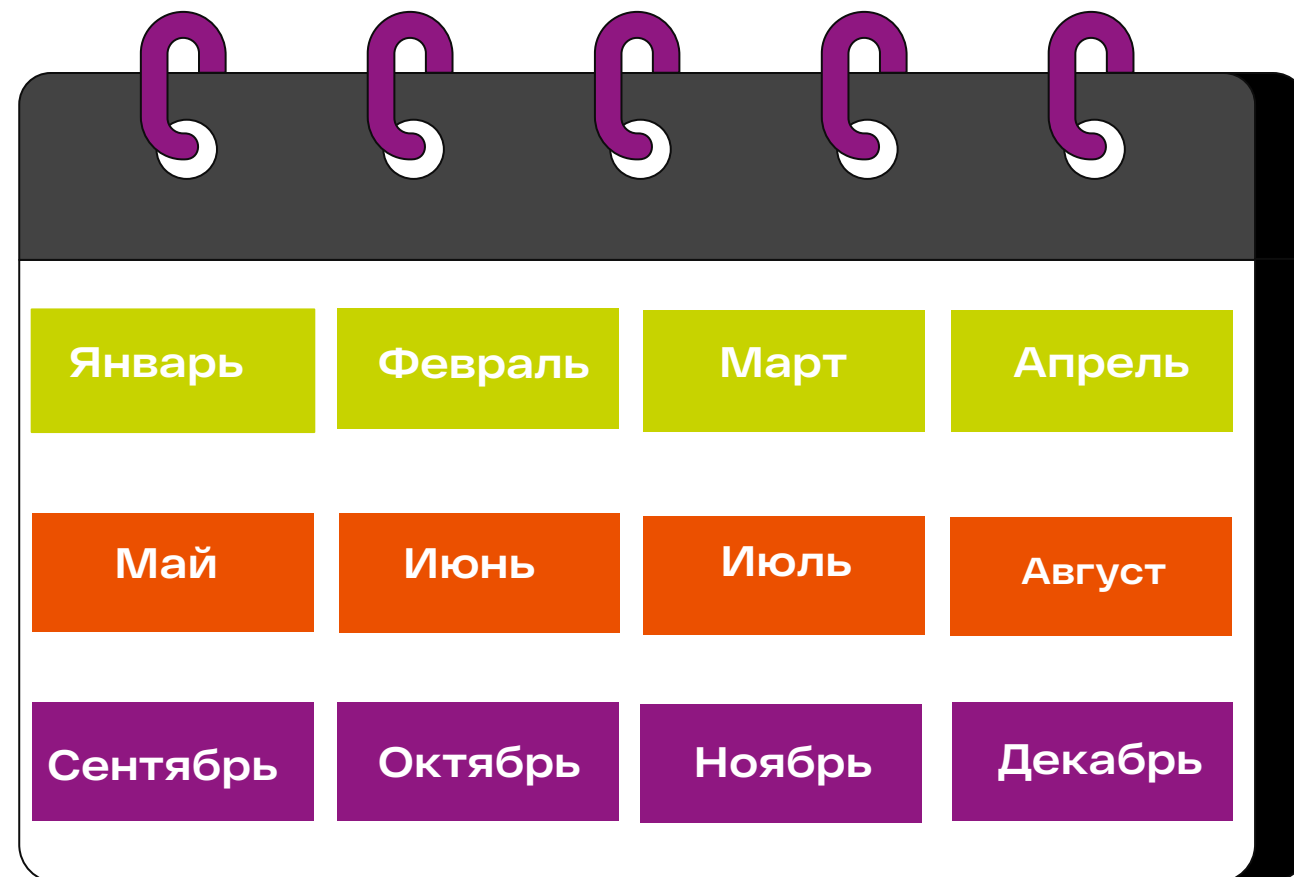 Январь
Февраль
Март
Апрель
Май
Июнь
Июль
Август
Сентябрь
Октябрь
Ноябрь
Декабрь